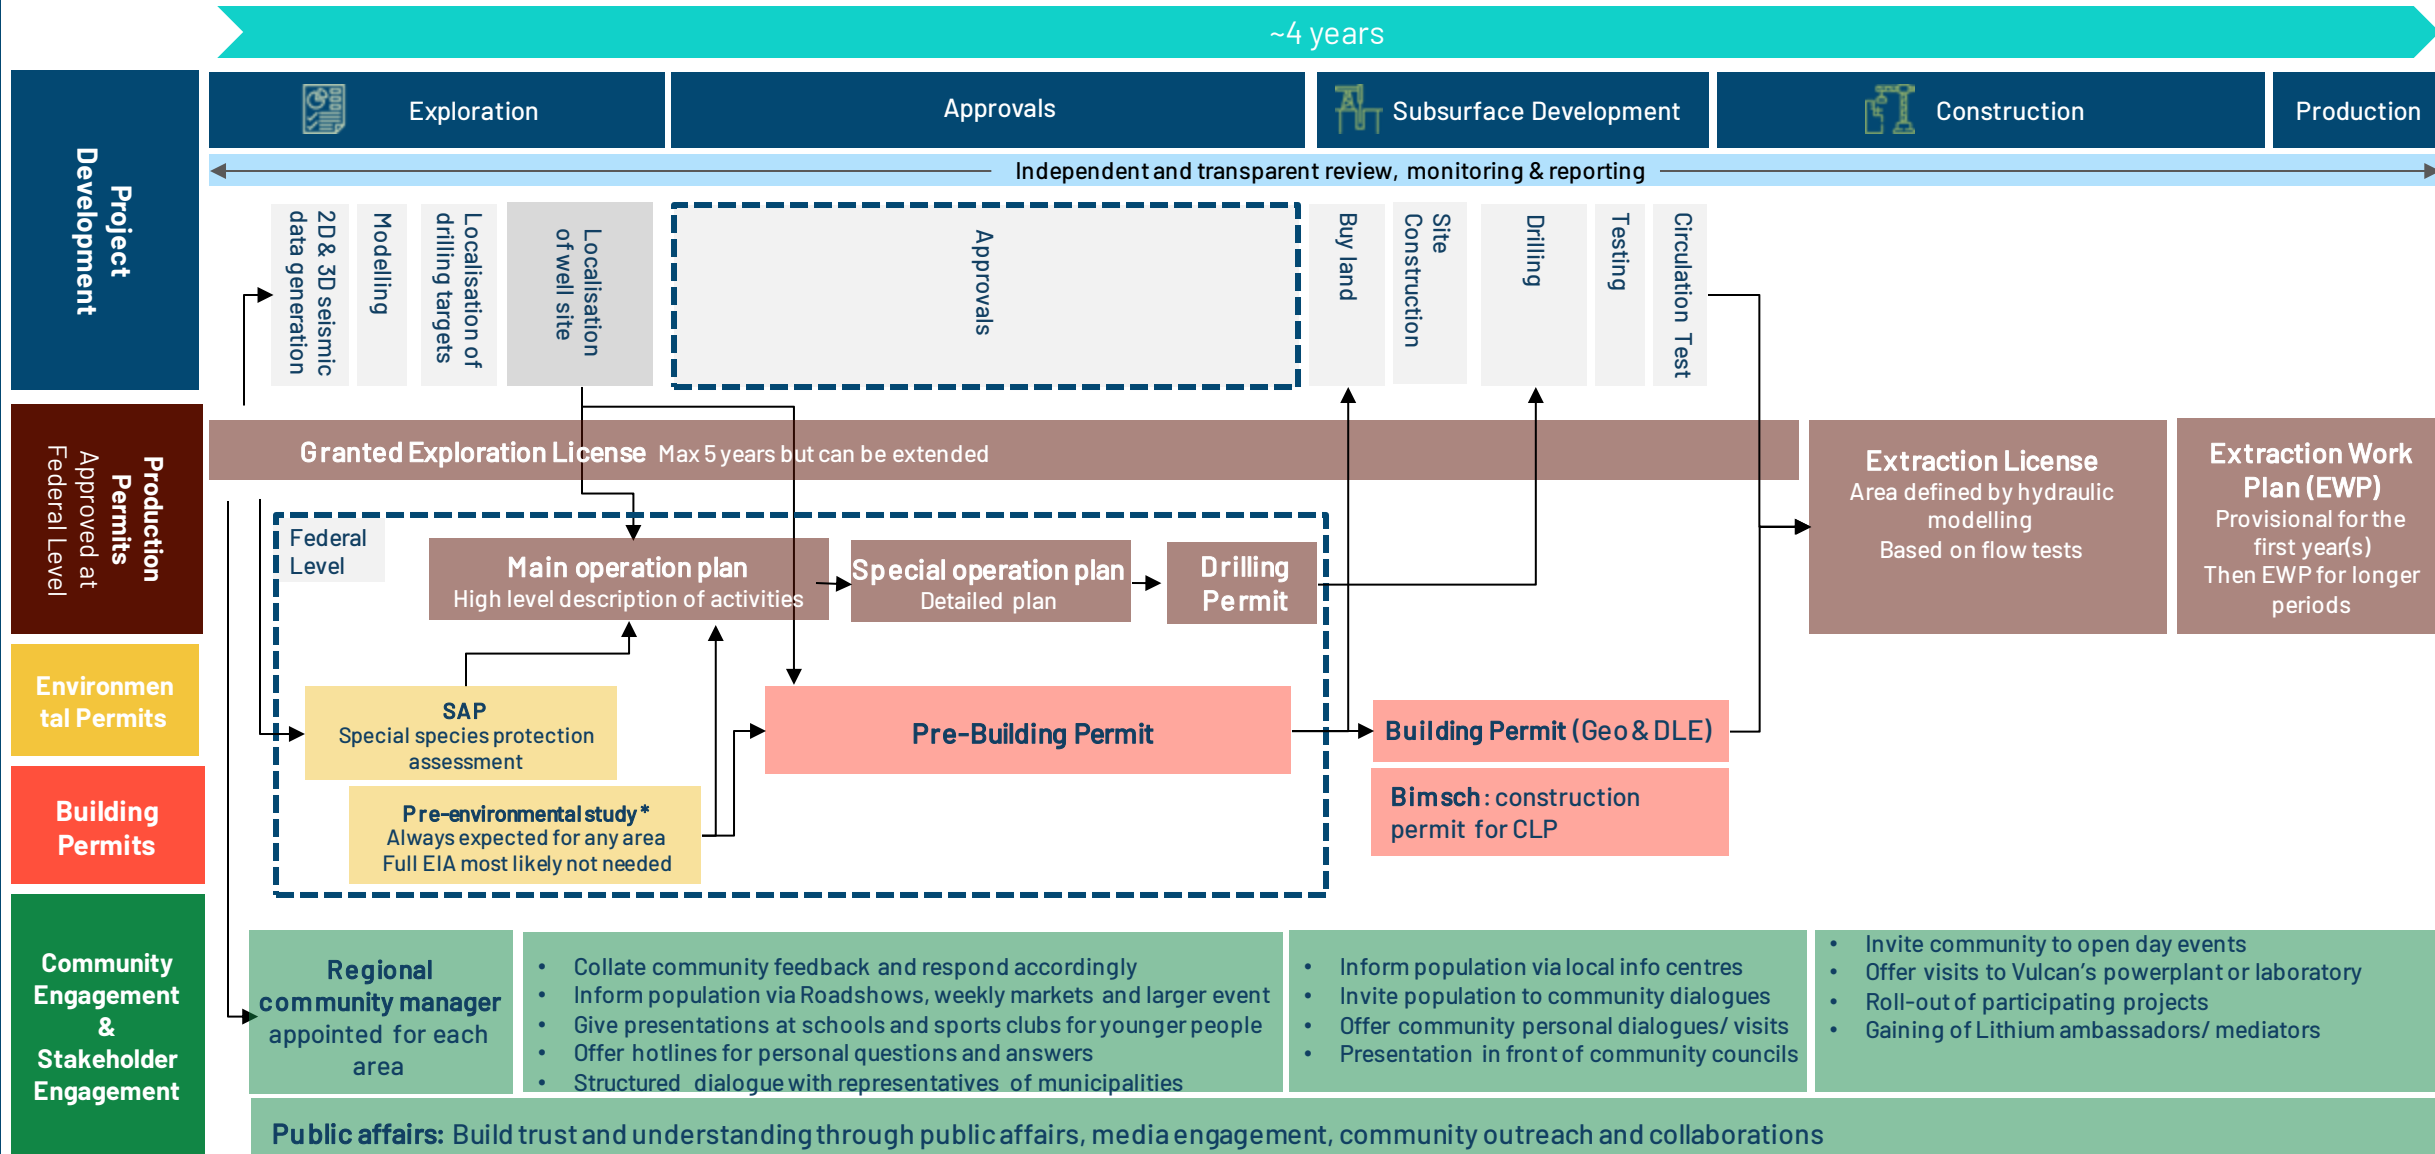 ~4 years
Exploration
Approvals
Subsurface Development
Construction
Production
Independent and transparent review, monitoring & reporting
Project
Development
2D & 3D seismic
data generation
Modelling
Localisation of
drilling targets
Localisation
of well site
Approvals
Buy land
Site
Construction
Drilling
Testing
Circulation Test
Production
Permits
Approved at
Federal Level
Granted Exploration License Max 5 years but can be extended
Extraction License
Area defined by hydraulic
modelling
Based on flow tests
Extraction Work
Plan (EWP)
Provisional for the
first year(s)
Then EWP for longer
periods
Federal
Level
Main operation plan
High level description of activities
Special operation plan
Detailed plan
Drilling
Permit
Environmen
tal Permits
SAP
Special species protection
assessment
Pre-Building Permit
Building Permit (Geo & DLE)
Building
Permits
Pre-environmental study *
Always expected for any area
Full EIA most likely not needed
Bimsch: construction
permit for CLP
Community
Engagement
&
Stakeholder
Engagement
Regional
community manager
appointed for each
area
• Collate community feedback and respond accordingly
• Inform population via Roadshows, weekly markets and larger event
• Give presentations at schools and sports clubs for younger people
• Offer hotlines for personal questions and answers
• Structured dialogue with representatives of municipalities
• Inform population via local info centres
• Invite population to community dialogues
• Offer community personal dialogues/ visits
• Presentation in front of community councils
• Invite community to open day events
• Offer visits to Vulcan's powerplant or laboratory
• Roll-out of participating projects
• Gaining of Lithium ambassadors/ mediators
Public affairs: Build trust and understanding through public affairs, media engagement, community outreach and collaborations